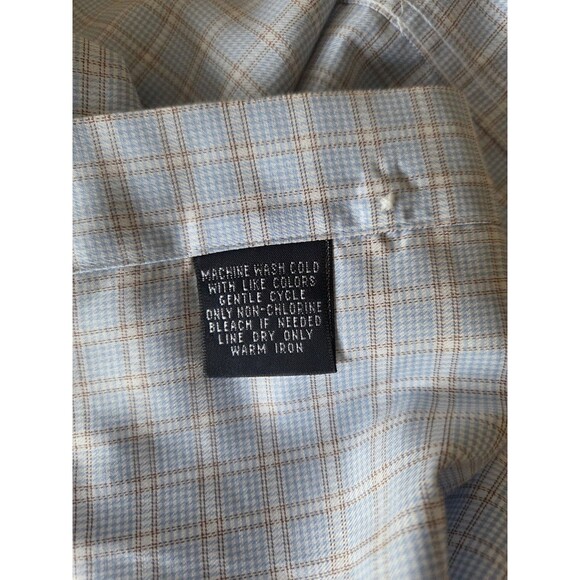 MACHINE WASH COLD
WITH LIKE COLORS
GENTLE CYCLE
ONLY NON-CHLORINE
BLEACH IF NEEDED
LINE DRY ONLY
WARM IRON